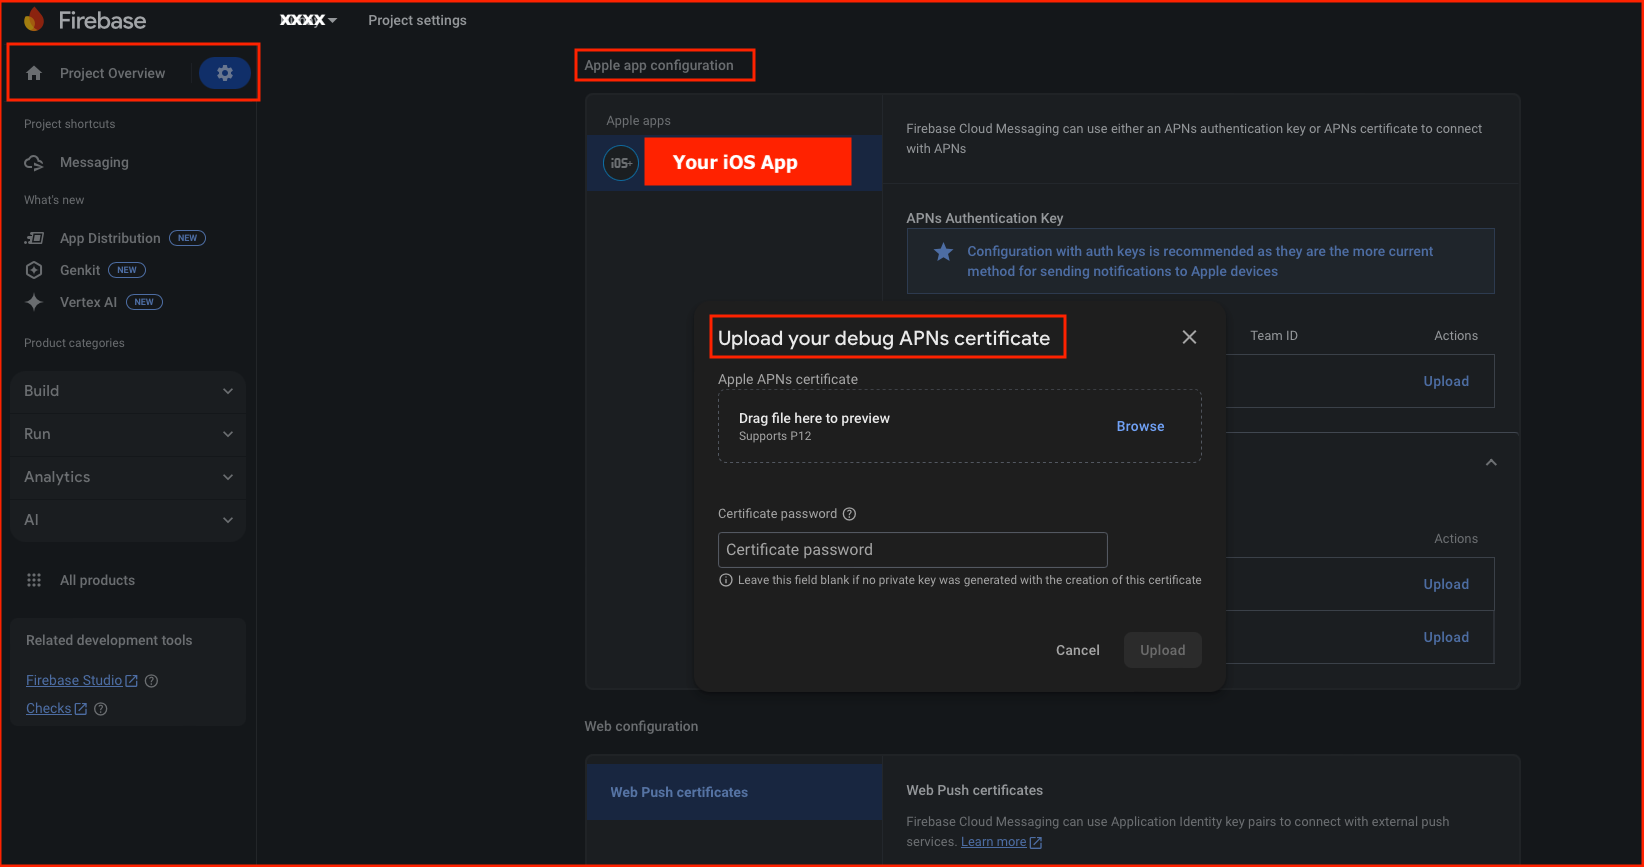 Firebase
XXXX
Project settings
Project Overview
Project shortcuts
Messaging
What's new
App Distribution NEW
Genkit NEW
Vertex AI NEW
Product categories
Build
Run
Analytics
AI
All products
Related development tools
Firebase Studio
Checks
Apple app configuration
Apple apps
iOS+ Your iOS App
Firebase Cloud Messaging can use either an APNs authentication key or APNs certificate to connect
with APNs
APNs Authentication Key
Configuration with auth keys is recommended as they are the more current
method for sending notifications to Apple devices
Team ID Actions
Upload
Actions
Upload
Upload
Upload your debug APNs certificate
Apple APNs certificate
Drag file here to preview
Supports P12
Browse
Certificate password
Certificate password
Leave this field blank if no private key was generated with the creation of this certificate
Cancel Upload
Web configuration
Web Push certificates
Web Push certificates
Firebase Cloud Messaging can use Application Identity key pairs to connect with external push
services. Learn more